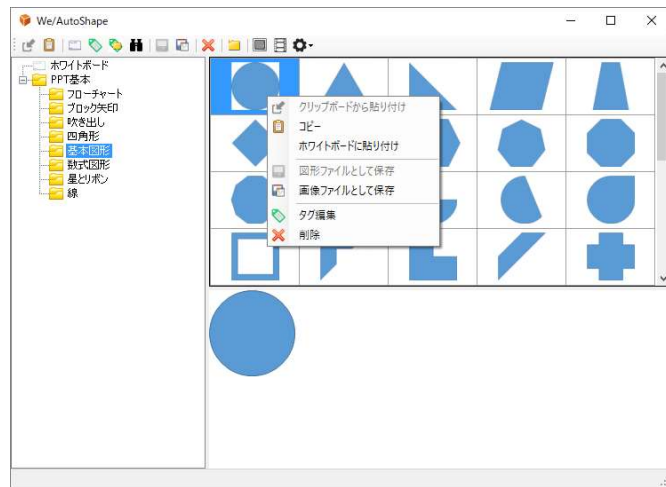 We/AutoShape
ホワイトボード
PPT基本
フローチャート
ブロック矢印
吹き出し
四角形
基本図形
数式図形
星とリボン
線
クリップボードから貼り付け
コピー
ホワイトボードに貼り付け
図形ファイルとして保存
画像ファイルとして保存
タグ編集
削除